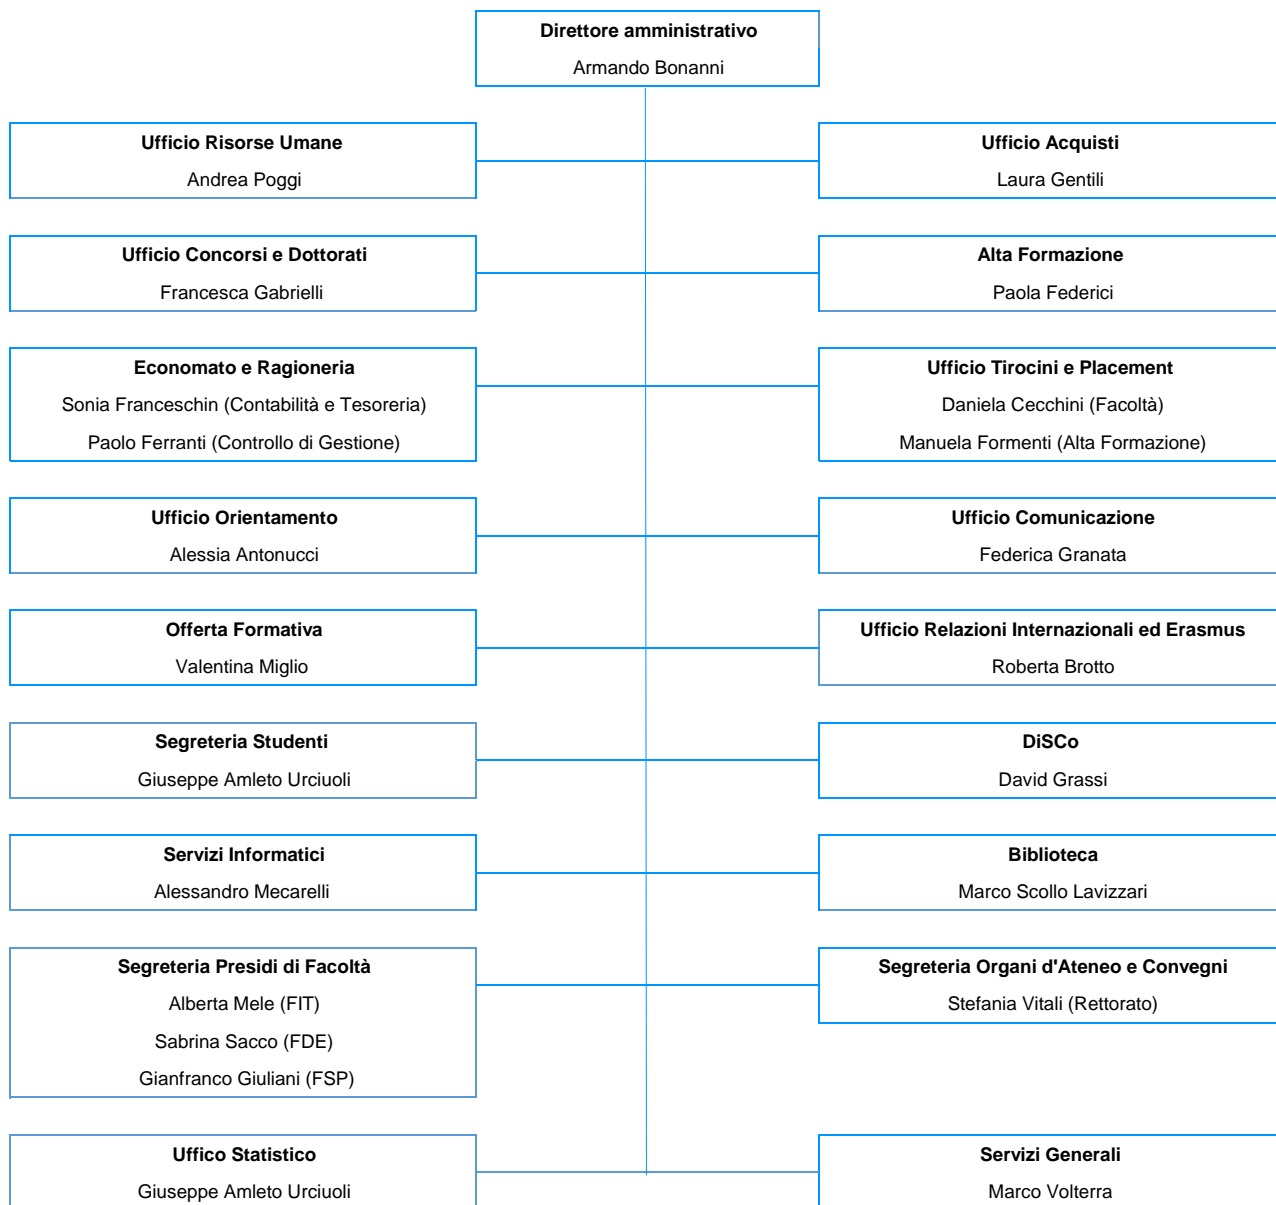 Direttore amministrativo
Armando Bonanni
Ufficio Risorse Umane
Andrea Poggi
Ufficio Acquisti
Laura Gentili
Ufficio Concorsi e Dottorati
Francesca Gabrielli
Alta Formazione
Paola Federici
Economato e Ragioneria
Sonia Franceschin (Contabilità e Tesoreria)
Paolo Ferranti (Controllo di Gestione)
Ufficio Tirocini e Placement
Daniela Cecchini (Facoltà)
Manuela Formenti (Alta Formazione)
Ufficio Orientamento
Alessia Antonucci
Ufficio Comunicazione
Federica Granata
Offerta Formativa
Valentina Miglio
Ufficio Relazioni Internazionali ed Erasmus
Roberta Brotto
Segreteria Studenti
Giuseppe Amleto Urciuoli
DiSCo
David Grassi
Servizi Informatici
Alessandro Mecarelli
Biblioteca
Marco Scollo Lavizzari
Segreteria Presidi di Facoltà
Alberta Mele (FIT)
Sabrina Sacco (FDE)
Gianfranco Giuliani (FSP)
Segreteria Organi d'Ateneo e Convegni
Stefania Vitali (Rettorato)
Uffico Statistico
Giuseppe Amleto Urciuoli
Servizi Generali
Marco Volterra